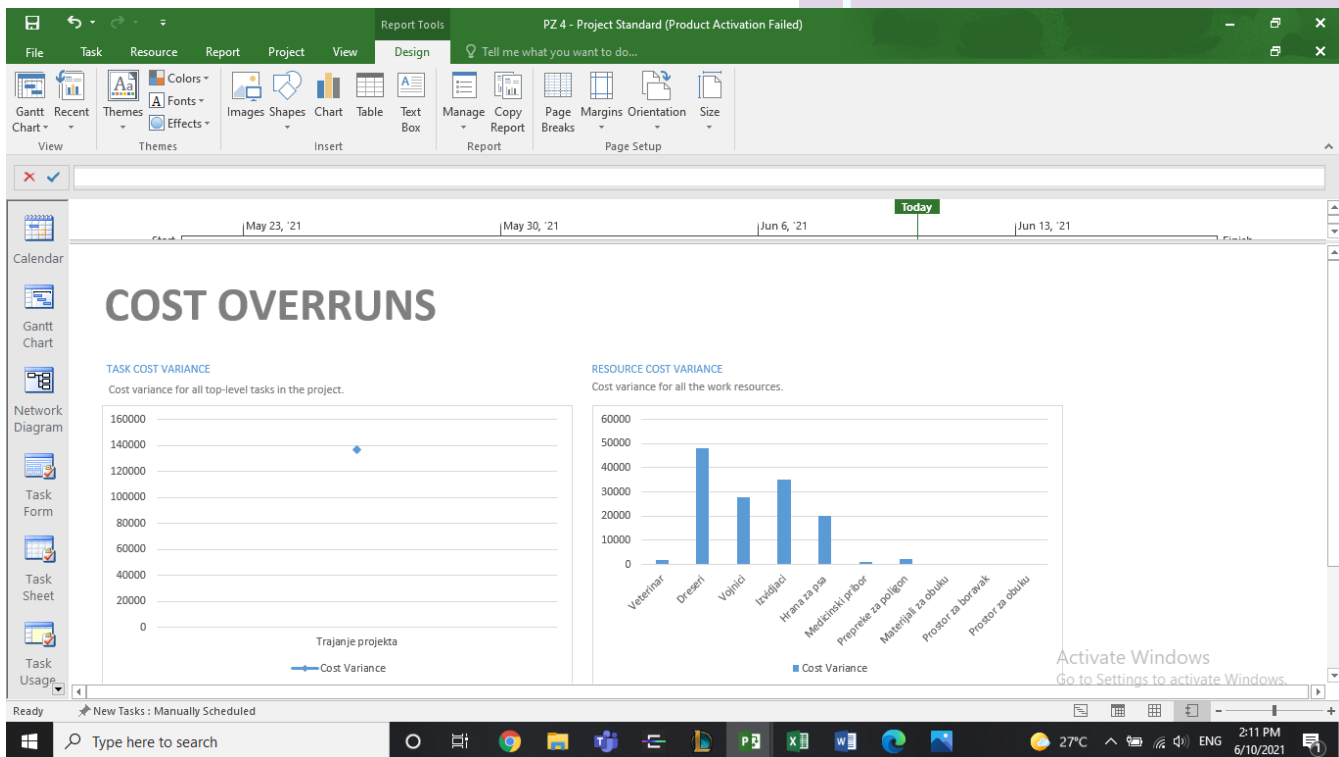 Report Tools
PZ 4 - Project Standard (Product Activation Failed)
File Task Resource Report Project View Design Tell me what you want to do...
Gantt Chart
Recent
Themes
Colors
Fonts
Effects
Images
Shapes
Chart
Table
Text Box
Manage
Copy Report
Page Breaks
Margins
Orientation
Size
View Themes Insert Report Page Setup
Today
May 23, '21 May 30, '21 Jun 6, '21 Jun 13, '21
Start Finish
Calendar
Gantt
Chart
Network
Diagram
Task
Form
Task
Sheet
Task
Usage
COST OVERRUNS
TASK COST VARIANCE
Cost variance for all top-level tasks in the project.
160000
140000
120000
100000
80000
60000
40000
20000
0
Trajanje projekta
Cost Variance
RESOURCE COST VARIANCE
Cost variance for all the work resources.
60000
50000
40000
30000
20000
10000
0
Veterinar
Dreseri
Vojnici
Izvidjaci
Hrana za psa
Medicinski pribor
Prepreke za poligon
Materijali za obuku
Prostor za boravak
Prostor za obuku
Cost Variance
Activate Windows
Go to Settings to activate Windows.
Ready New Tasks : Manually Scheduled
Type here to search
27°C ENG
2:11 PM
6/10/2021